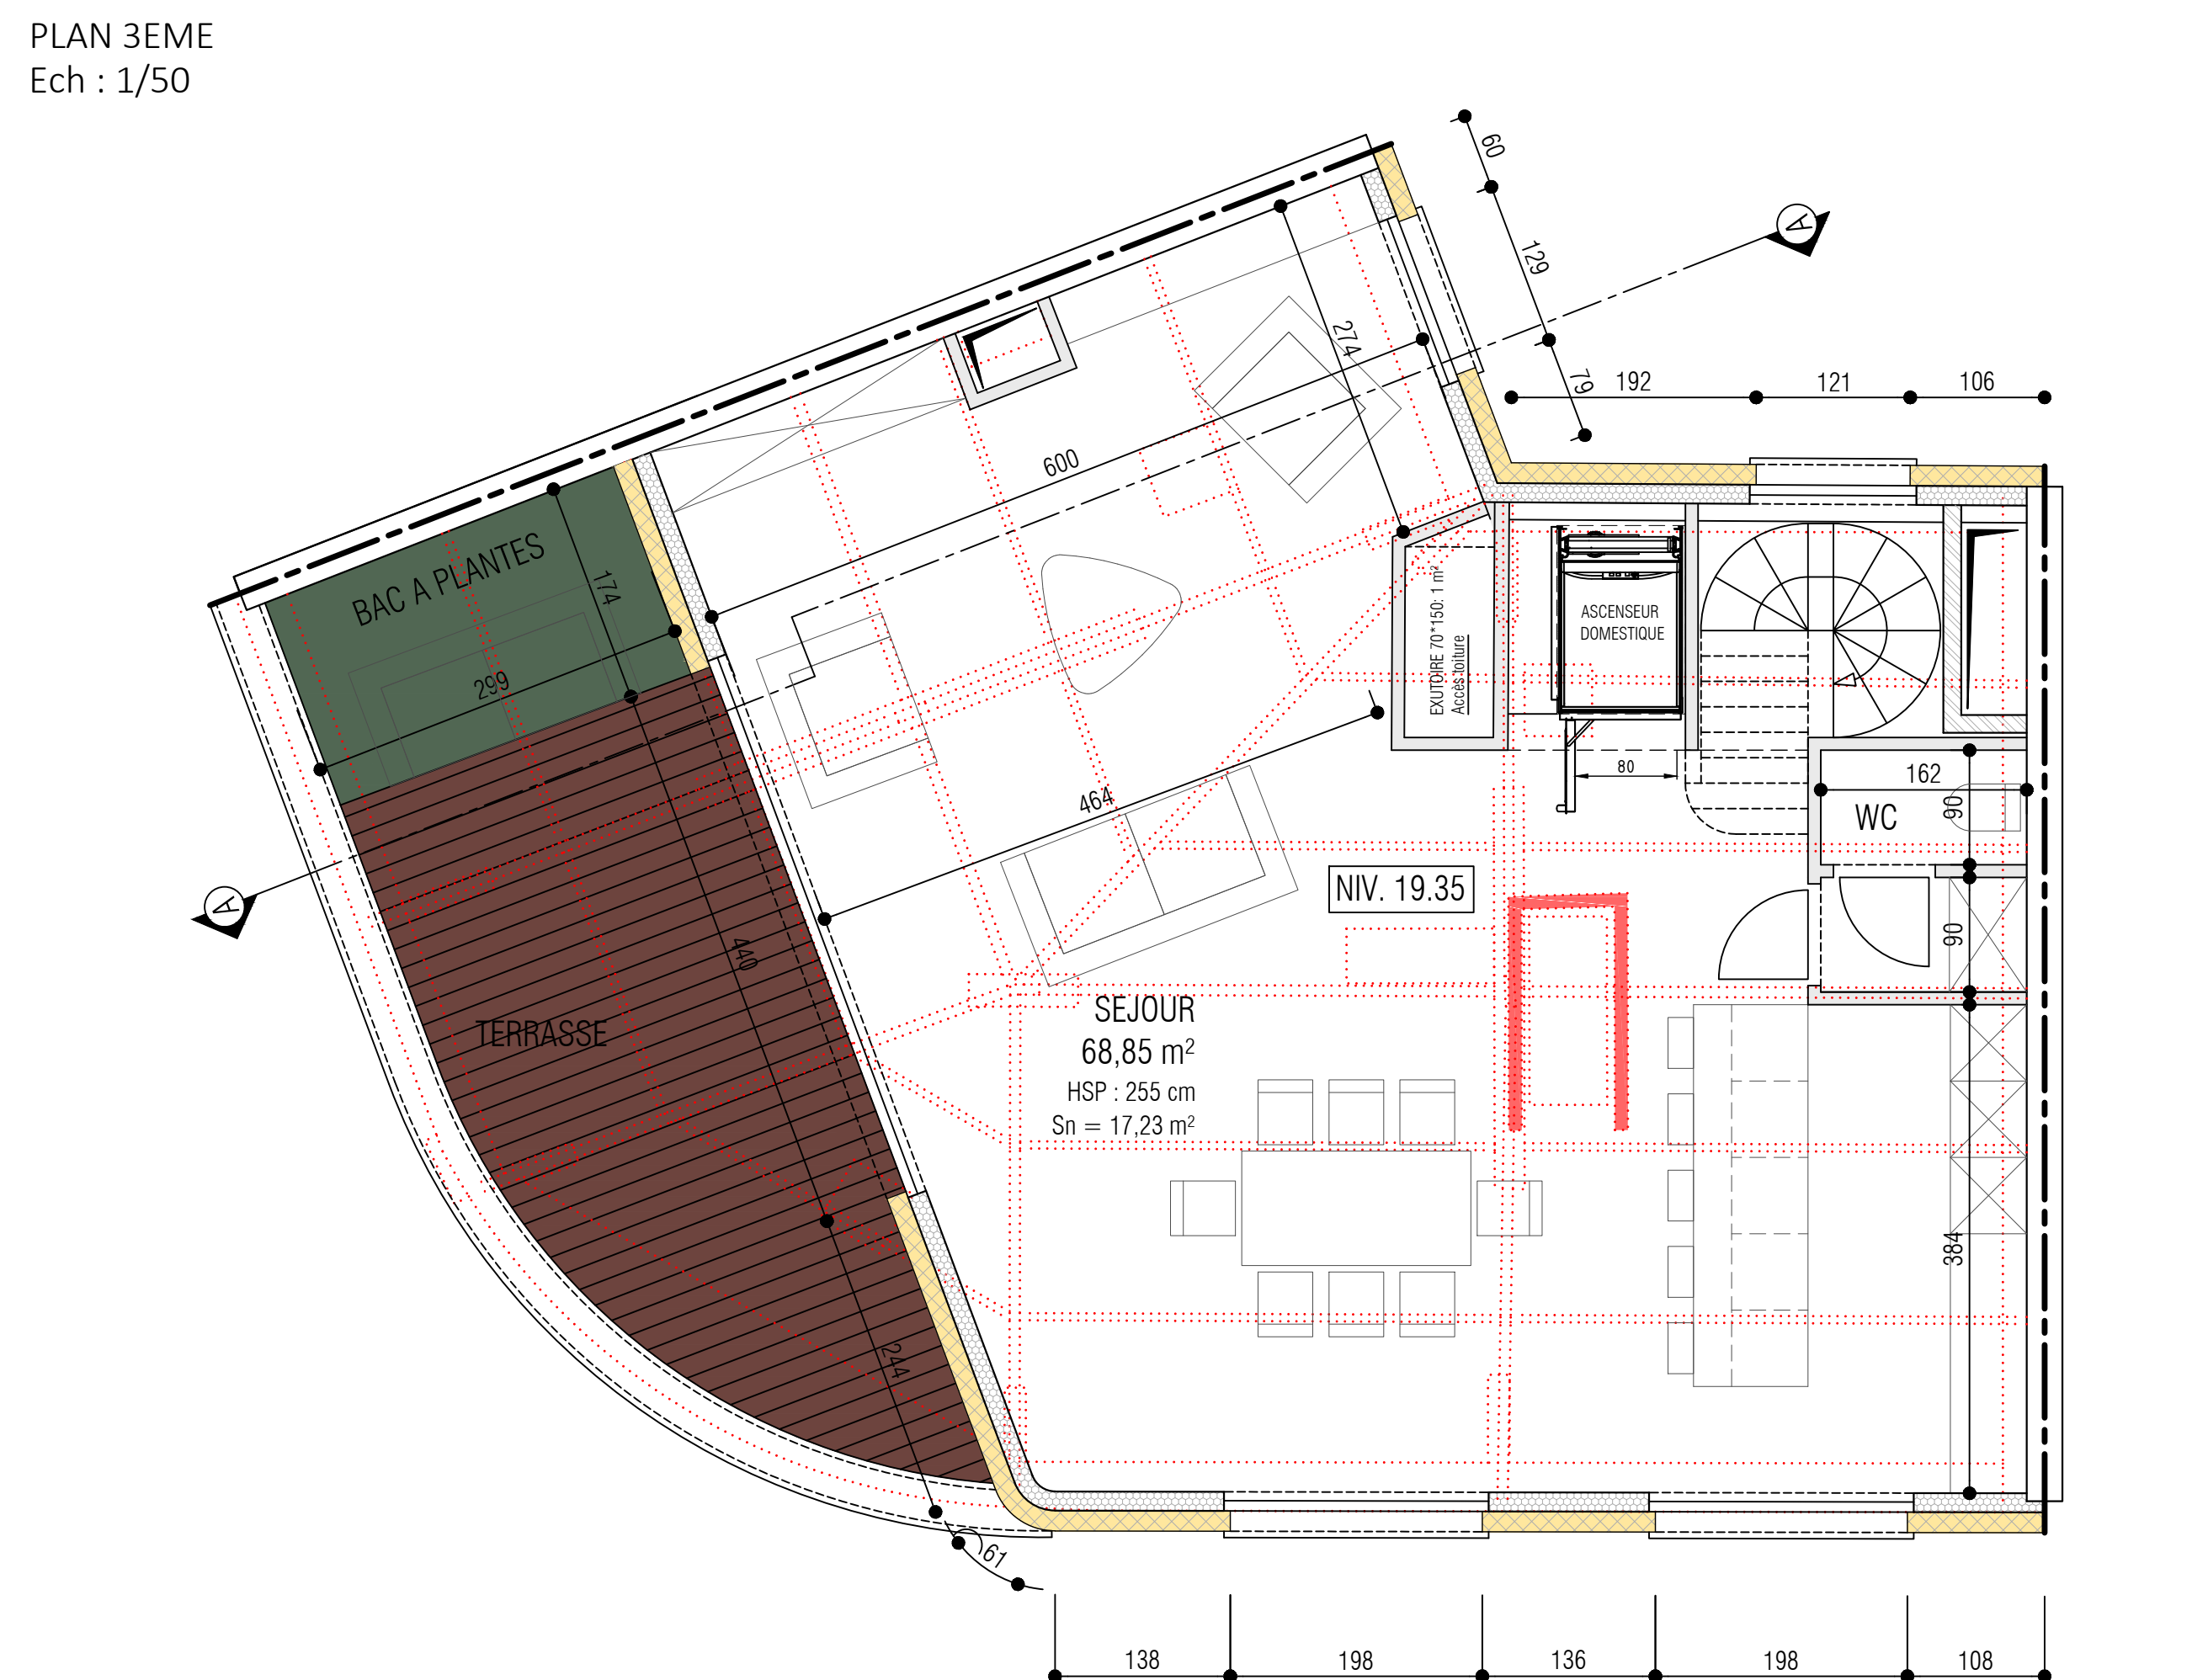 PLAN 3EME
Ech : 1/50
60
129
79
A
192
121
106
274
600
BAC A PLANTES
174
299
EXUTOIRE 70*150: 1 m²
Accès toiture
ASCENSEUR
DOMESTIQUE
80
162
WC
90
464
A
NIV. 19.35
90
440
TERRASSE
SEJOUR
68,85 m²
HSP : 255 cm
Sn = 17,23 m²
384
244
61
138
198
136
198
108